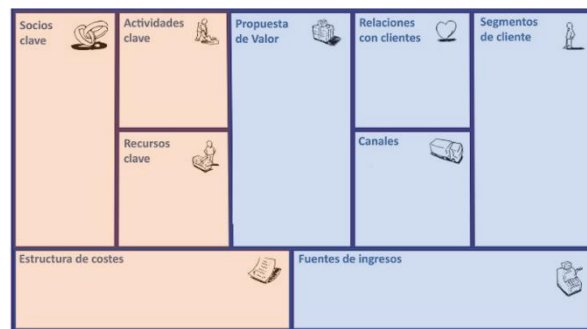 Socios
clave
Actividades
clave
Propuesta
de Valor
Relaciones
con clientes
Segmentos
de cliente
Recursos
clave
Canales
Estructura de costes
Fuentes de ingresos